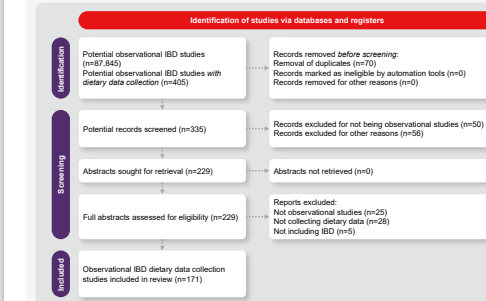 Identification of studies via databases and registers
Identification
Potential observational IBD studies
(n=87,845)
Potential observational IBD studies with
dietary data collection (n=405)
Records removed before screening:
Removal of duplicates (n=70)
Records marked as ineligible by automation tools (n=0)
Records removed for other reasons (n=0)
Screening
Potential records screened (n=335)
Records excluded for not being observational studies (n=50)
Records excluded for other reasons (n=56)
Abstracts sought for retrieval (n=229)
Abstracts not retrieved (n=0)
Full abstracts assessed for eligibility (n=229)
Reports excluded:
Not observational studies (n=25)
Not collecting dietary data (n=28)
Not including IBD (n=5)
Included
Observational IBD dietary data collection
studies included in review (n=171)